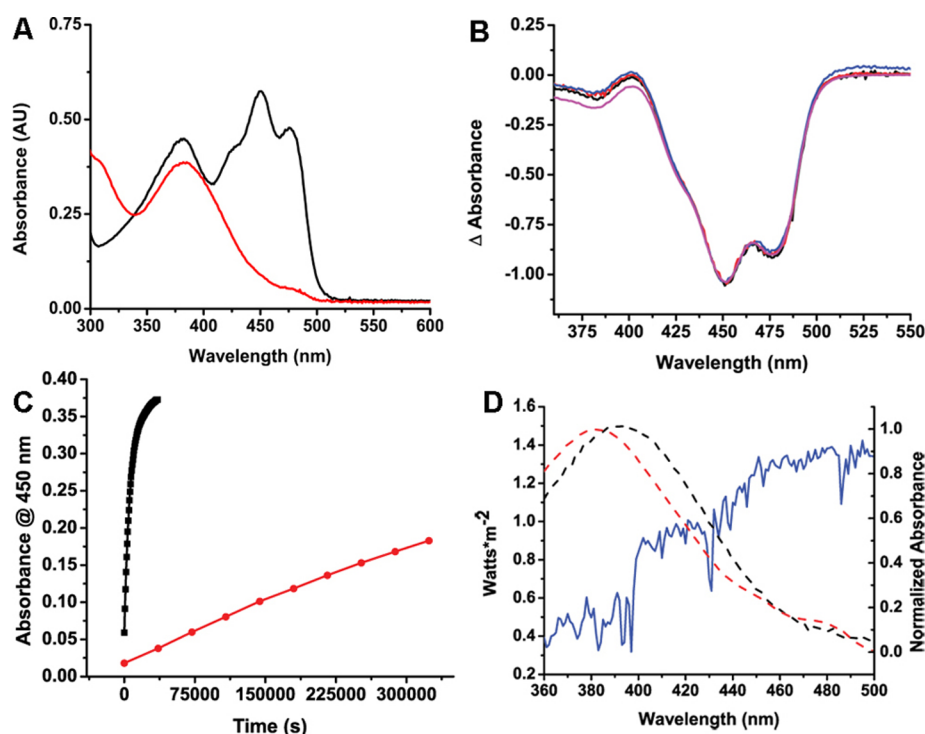 A
0.75
0.50
0.25
0.00
Absorbance (AU)
300 350 400 450 500 550 600
Wavelength (nm)
B
0.00
-0.25
-0.50
-0.75
-1.00
Δ Absorbance
400 425 450 475 500 525 550
Wavelength (nm)
C
0.40
0.35
0.30
0.25
0.20
0.15
0.10
0.05
0.00
Absorbance @ 450 nm
0 75000 150000 225000 300000
Time (s)
D
1.6
1.4
1.2
1.0
0.8
0.6
0.4
0.2
Watts*m-2
360 380 400 420 440 460 480 500
Wavelength (nm)
1.0
0.8
0.6
0.4
0.2
0.0
Normalized Absorbance